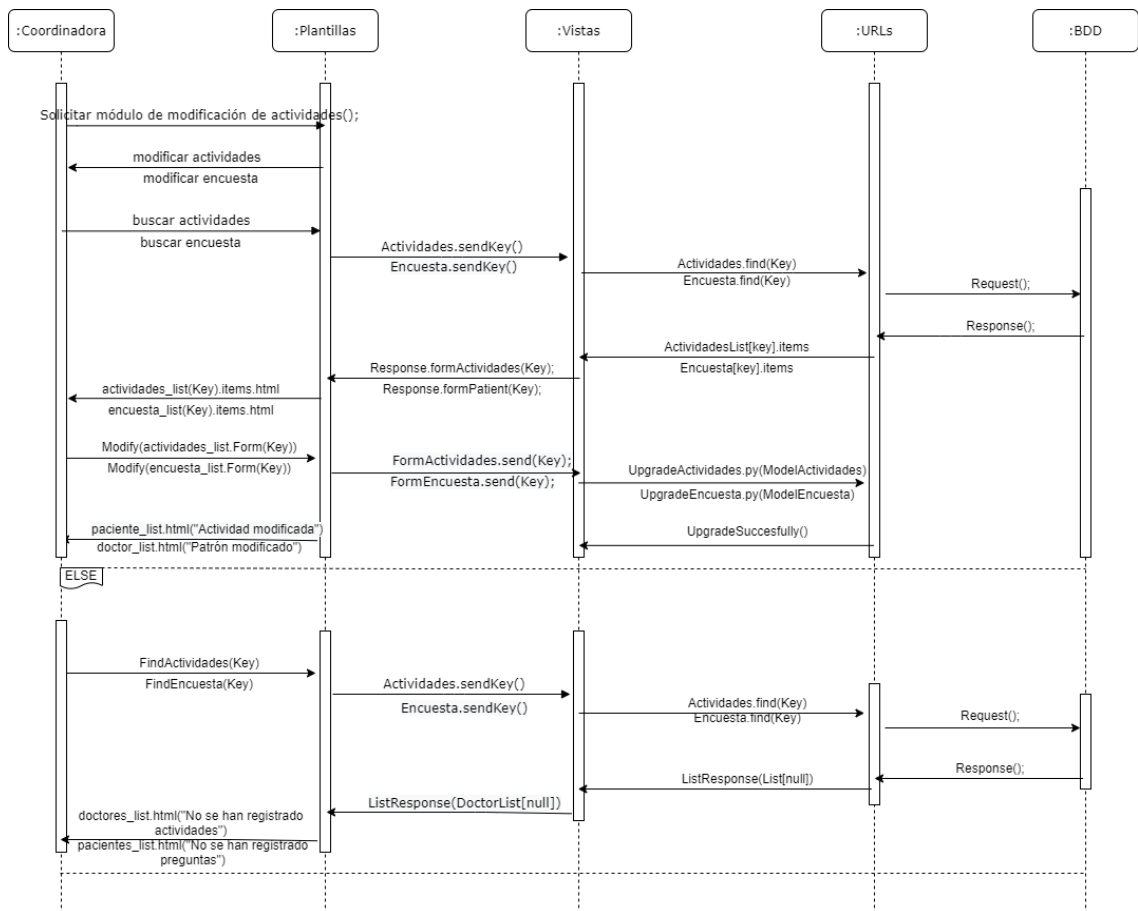 :Coordinadora
:Plantillas
:Vistas
:URLs
:BDD
Solicitar módulo de modificación de actividades();
modificar actividades
modificar encuesta
buscar actividades
buscar encuesta
Actividades.sendKey()
Encuesta.sendKey()
Actividades.find(Key)
Encuesta.find(Key)
Request();
Response();
ActividadesList[key].items
Encuesta[key].items
Response.formActividades(Key);
Response.formPatient(Key);
actividades_list(Key).items.html
encuesta_list(Key).items.html
Modify(actividades_list.Form(Key))
Modify(encuesta_list.Form(Key))
FormActividades.send(Key);
FormEncuesta.send(Key);
UpgradeActividades.py(ModelActividades)
UpgradeEncuesta.py(ModelEncuesta)
UpgradeSuccesfully()
paciente_list.html("Actividad modificada")
doctor_list.html("Patrón modificado")
ELSE
FindActividades(Key)
FindEncuesta(Key)
Actividades.sendKey()
Encuesta.sendKey()
Actividades.find(Key)
Encuesta.find(Key)
Request();
Response();
ListResponse(List[null])
ListResponse(DoctorList[null])
doctores_list.html("No se han registrado
actividades")
pacientes_list.html("No se han registrado
preguntas")